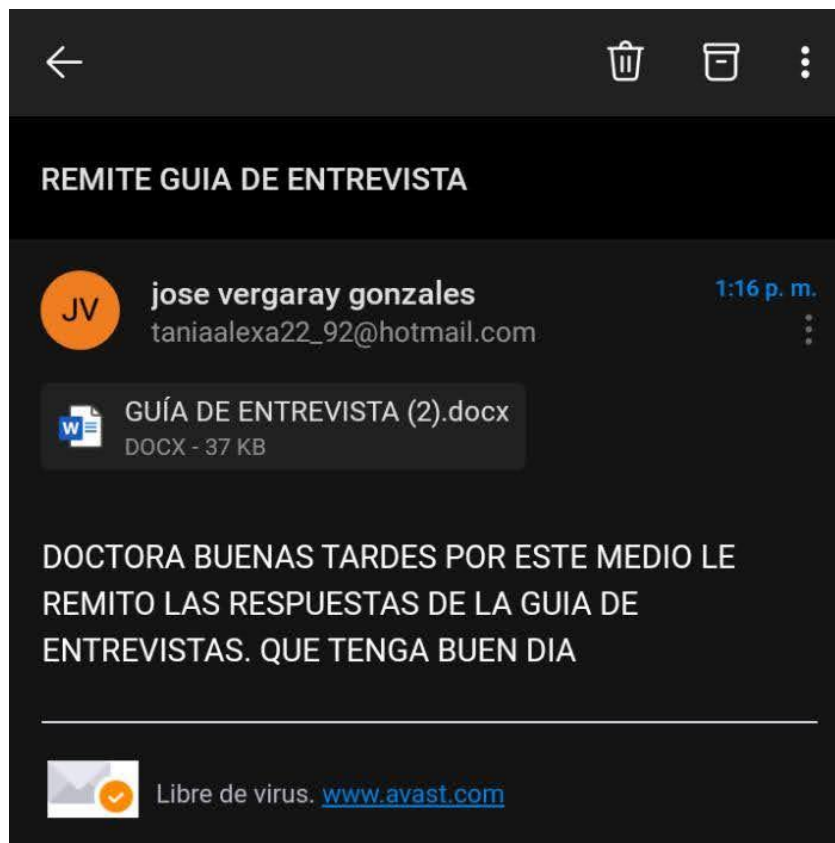 REMITE GUIA DE ENTREVISTA
JV
jose vergaray gonzales
1:16 p. m.
taniaalexa22_92@hotmail.com
W
GUÍA DE ENTREVISTA (2).docx
DOCX - 37 KB
DOCTORA BUENAS TARDES POR ESTE MEDIO LE
REMITO LAS RESPUESTAS DE LA GUIA DE
ENTREVISTAS. QUE TENGA BUEN DIA
Libre de virus. www.avast.com